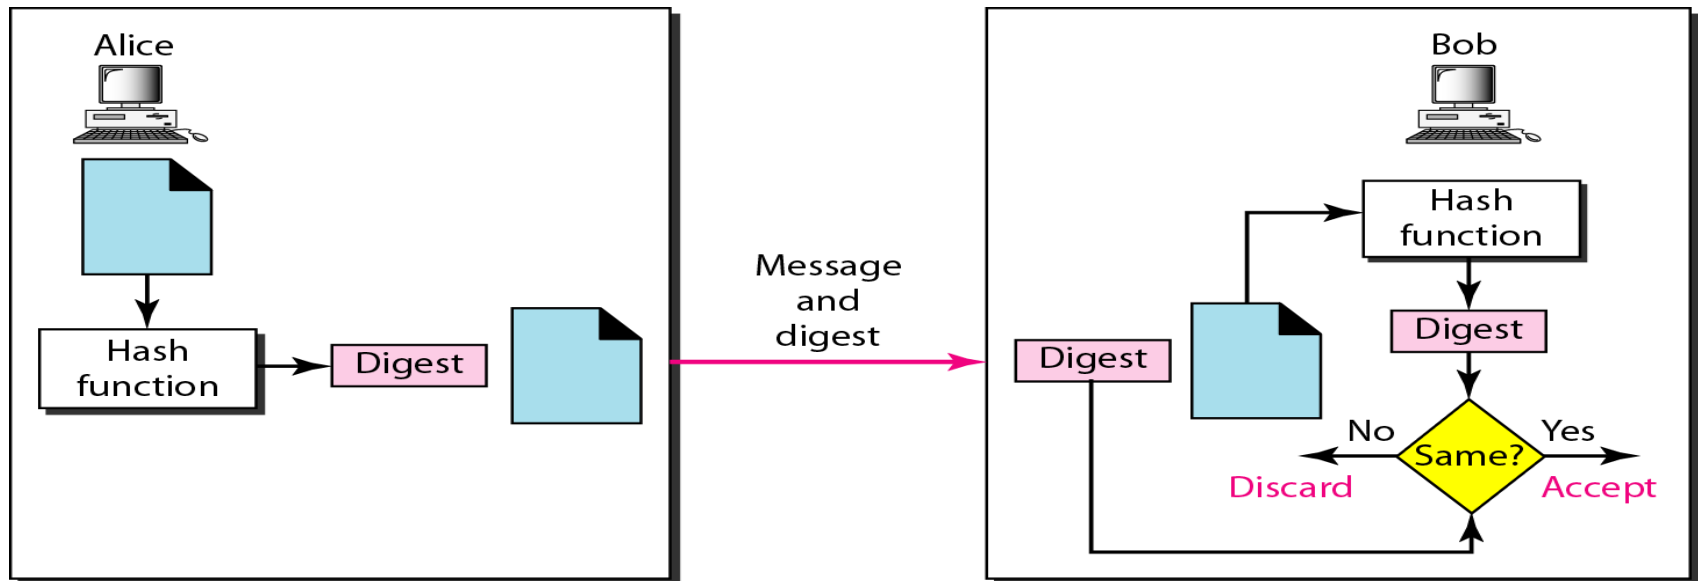 Alice
Hash
function
Digest
Message
and
digest
Bob
Hash
function
Digest
Digest
Same?
No
Yes
Discard
Accept